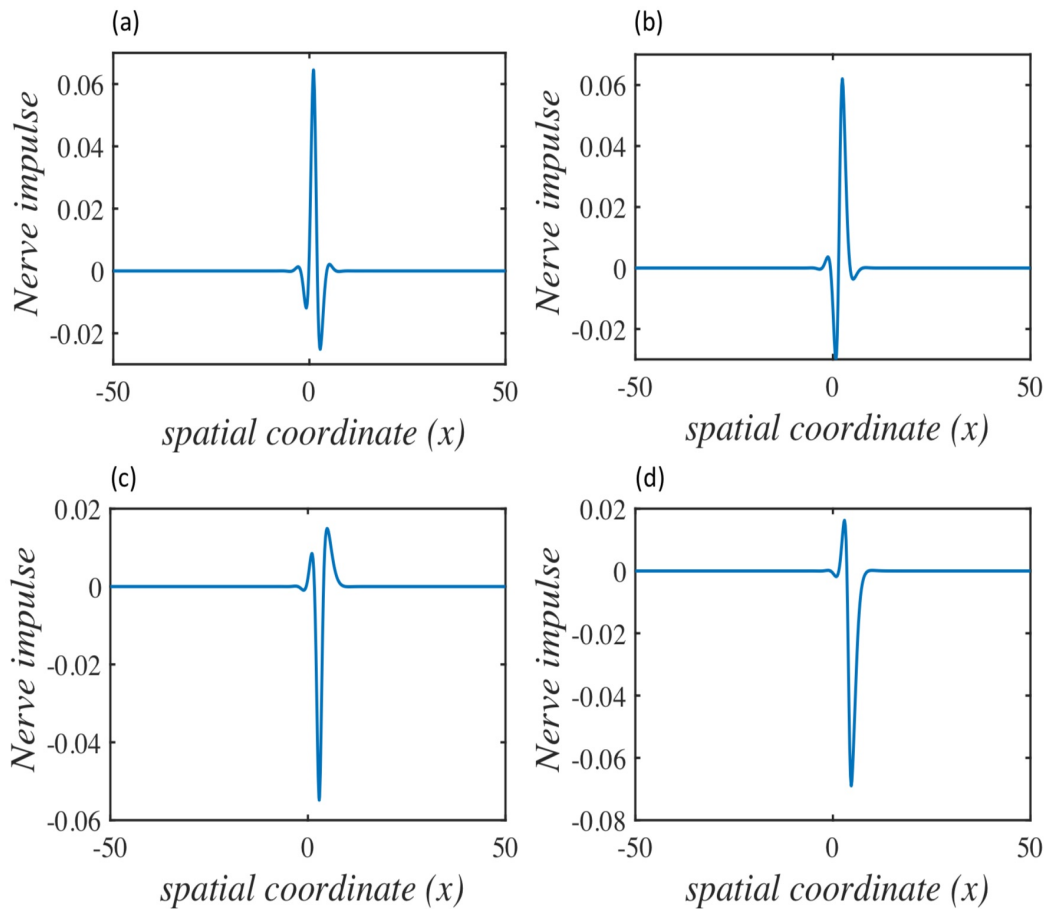 (a)
0.06
0.04
0.02
0
-0.02
-50
0
50
Nerve impulse
spatial coordinate (x)
(b)
0.06
0.04
0.02
0
-0.02
-50
0
50
Nerve impulse
spatial coordinate (x)
(c)
0.02
0
-0.02
-0.04
-0.06
-50
0
50
Nerve impulse
spatial coordinate (x)
(d)
0.02
0
-0.02
-0.04
-0.06
-0.08
-50
0
50
Nerve impulse
spatial coordinate (x)